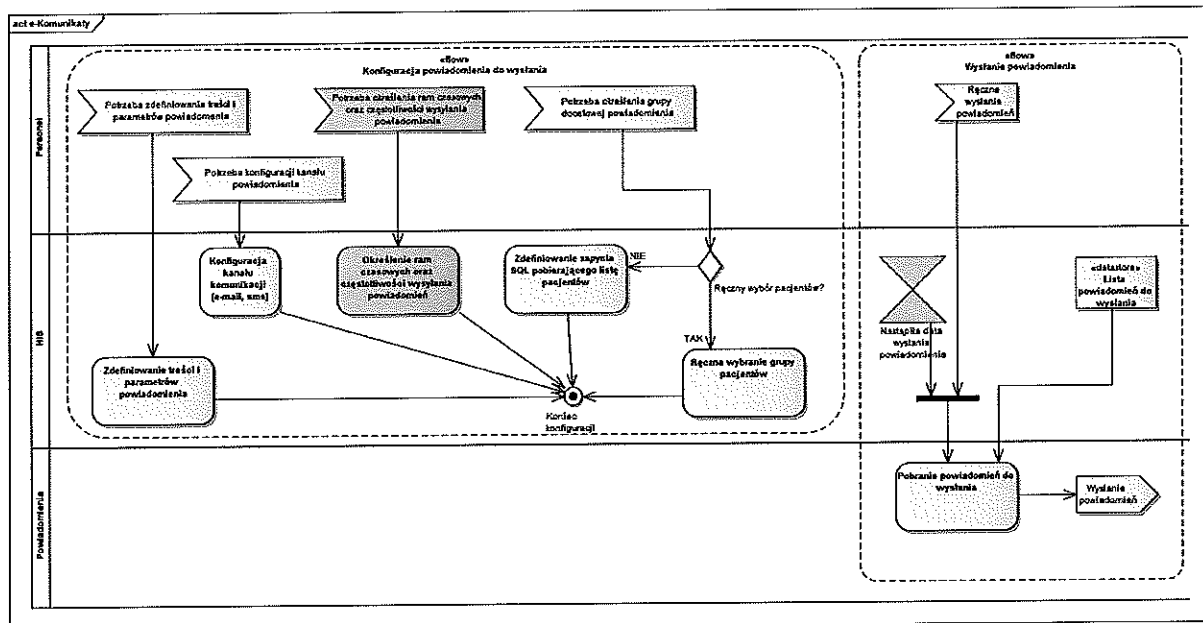 act e-Komunikaty
«flow»
Konfiguracja powiadomienia do wysłania
«flow»
Wysłanie powiadomienia
Personel
Potrzeba zdefiniowania treści i
parametrów powiadomienia
Potrzeba określenia ram czasowych
oraz częstotliwości wysyłania
powiadomienia
Potrzeba określenia grupy
docelowej powiadomienia
Ręczne
wysłanie
powiadomień
Potrzeba konfiguracji kanału
powiadomienia
HIS
Konfiguracja
kanału
komunikacji
(e-mail, sms)
Określenie ram
czasowych oraz
częstotliwości wysyłania
powiadomień
Zdefiniowanie zapytania
SQL pobierającego listę
pacjentów
NIE
Ręczny wybór pacjentów?
TAK
«datastore»
Lista
powiadomień do
wysłania
Nastąpiła data
wysłania
powiadomienia
Zdefiniowanie treści i
parametrów
powiadomienia
Ręczne wybranie grupy
pacjentów
Koniec
konfiguracji
Powiadomienia
Pobranie powiadomień do
wysłania
Wysłanie
powiadomień